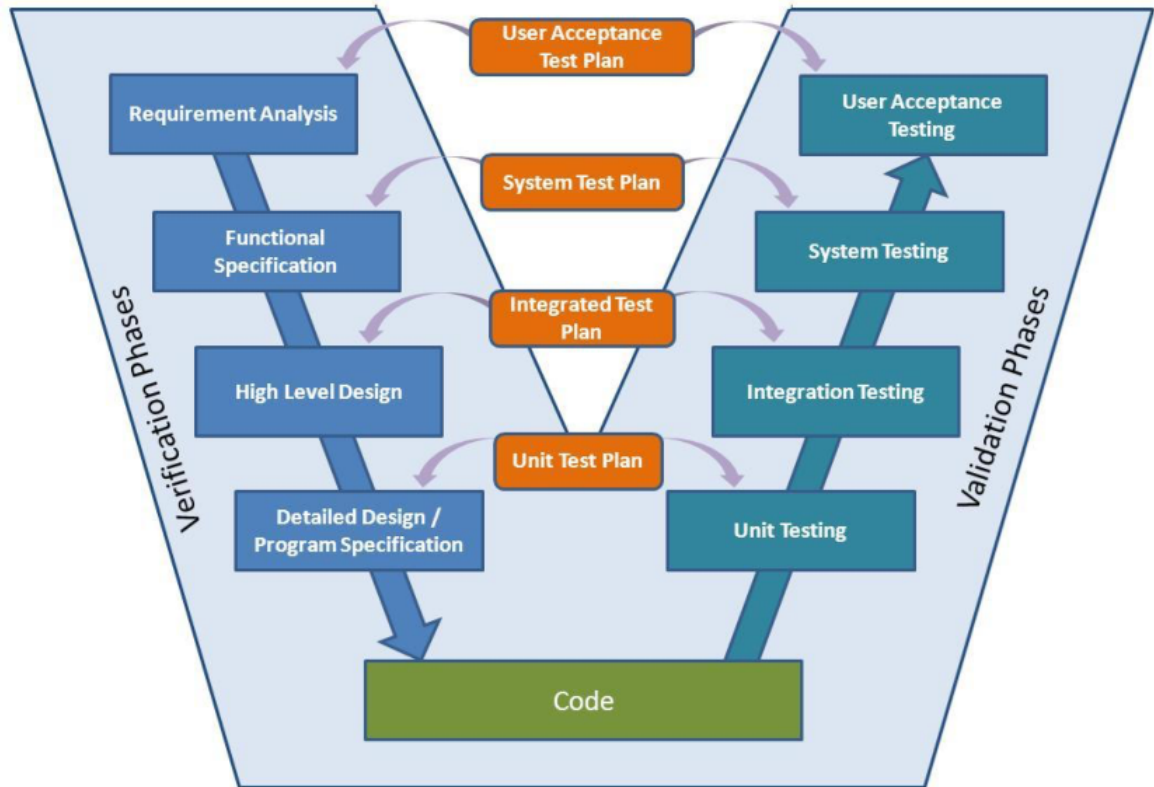 User Acceptance
Test Plan
Requirement Analysis
User Acceptance
Testing
System Test Plan
Functional
Specification
System Testing
Integrated Test
Plan
High Level Design
Integration Testing
Verification Phases
Validation Phases
Unit Test Plan
Detailed Design /
Program Specification
Unit Testing
Code